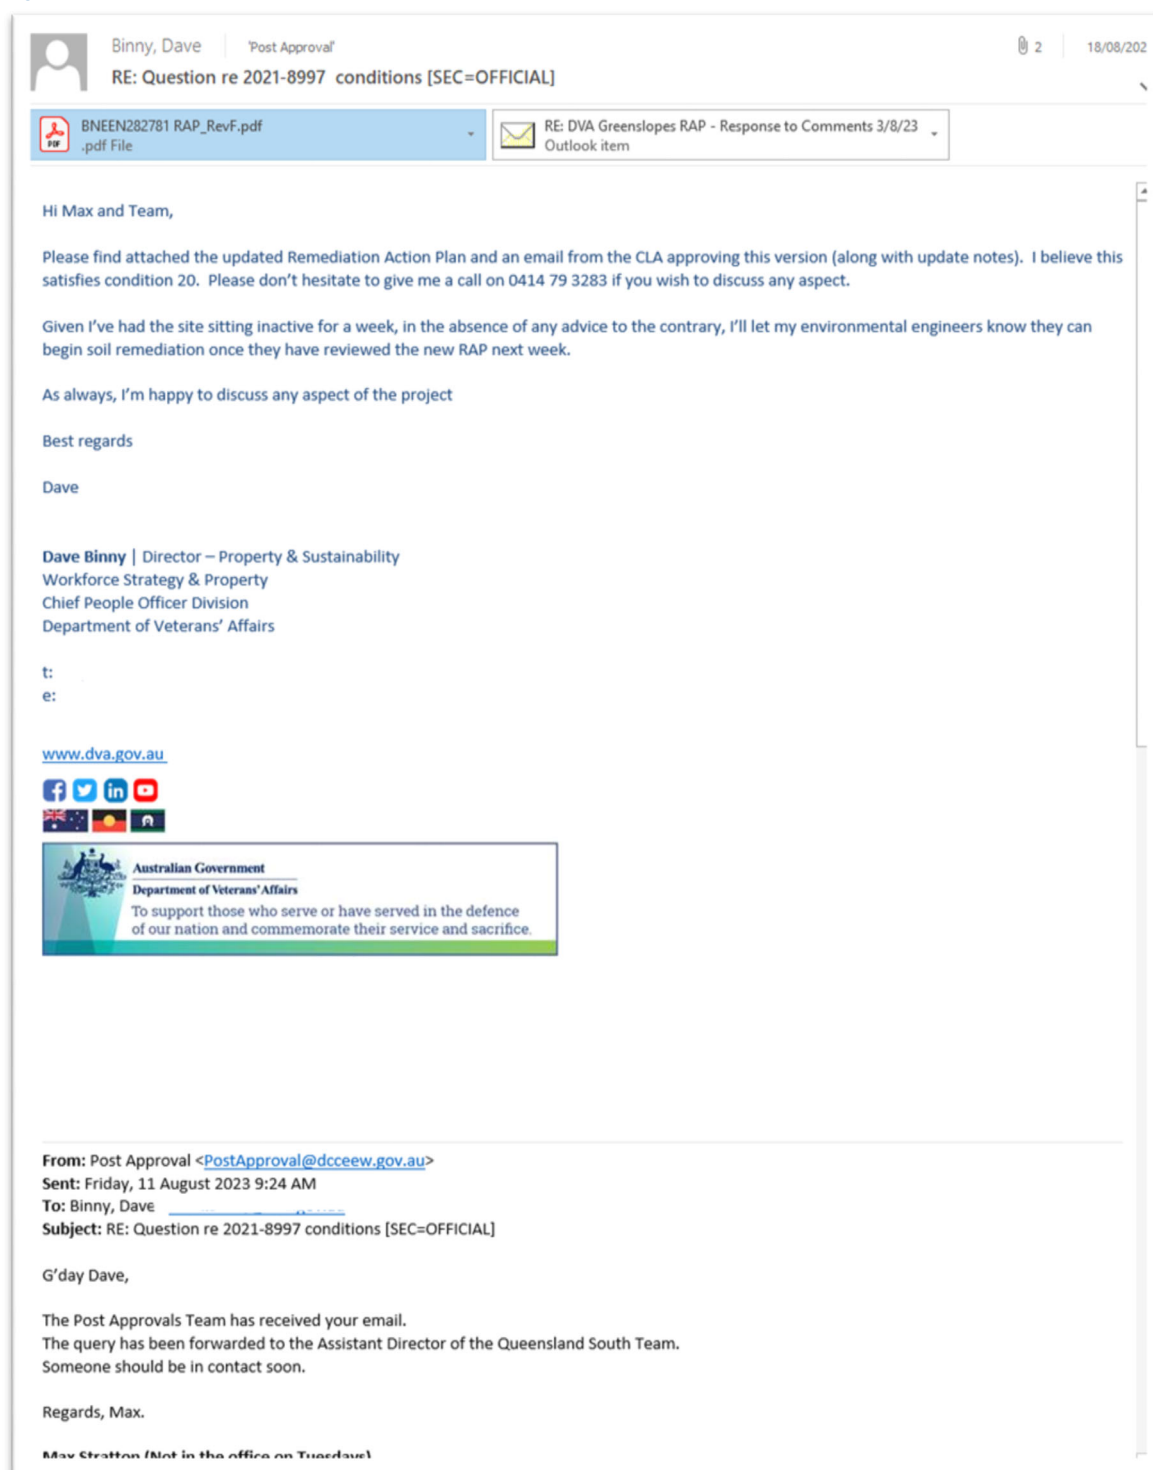 Binny, Dave 'Post Approval' 2 18/08/202
RE: Question re 2021-8997 conditions [SEC=OFFICIAL]
BNEEN282781 RAP_RevF.pdf
.pdf File
RE: DVA Greenslopes RAP - Response to Comments 3/8/23
Outlook item
Hi Max and Team,
Please find attached the updated Remediation Action Plan and an email from the CLA approving this version (along with update notes). I believe this
satisfies condition 20. Please don't hesitate to give me a call on 0414 79 3283 if you wish to discuss any aspect.
Given I've had the site sitting inactive for a week, in the absence of any advice to the contrary, I'll let my environmental engineers know they can
begin soil remediation once they have reviewed the new RAP next week.
As always, I'm happy to discuss any aspect of the project
Best regards
Dave
Dave Binny | Director – Property & Sustainability
Workforce Strategy & Property
Chief People Officer Division
Department of Veterans' Affairs
t:
e:
www.dva.gov.au
Australian Government
Department of Veterans' Affairs
To support those who serve or have served in the defence
of our nation and commemorate their service and sacrifice.
From: Post Approval <PostApproval@dcceew.gov.au>
Sent: Friday, 11 August 2023 9:24 AM
To: Binny, Dave
Subject: RE: Question re 2021-8997 conditions [SEC=OFFICIAL]
G'day Dave,
The Post Approvals Team has received your email.
The query has been forwarded to the Assistant Director of the Queensland South Team.
Someone should be in contact soon.
Regards, Max.
Max Stratton (Not in the office on Tuesdays)